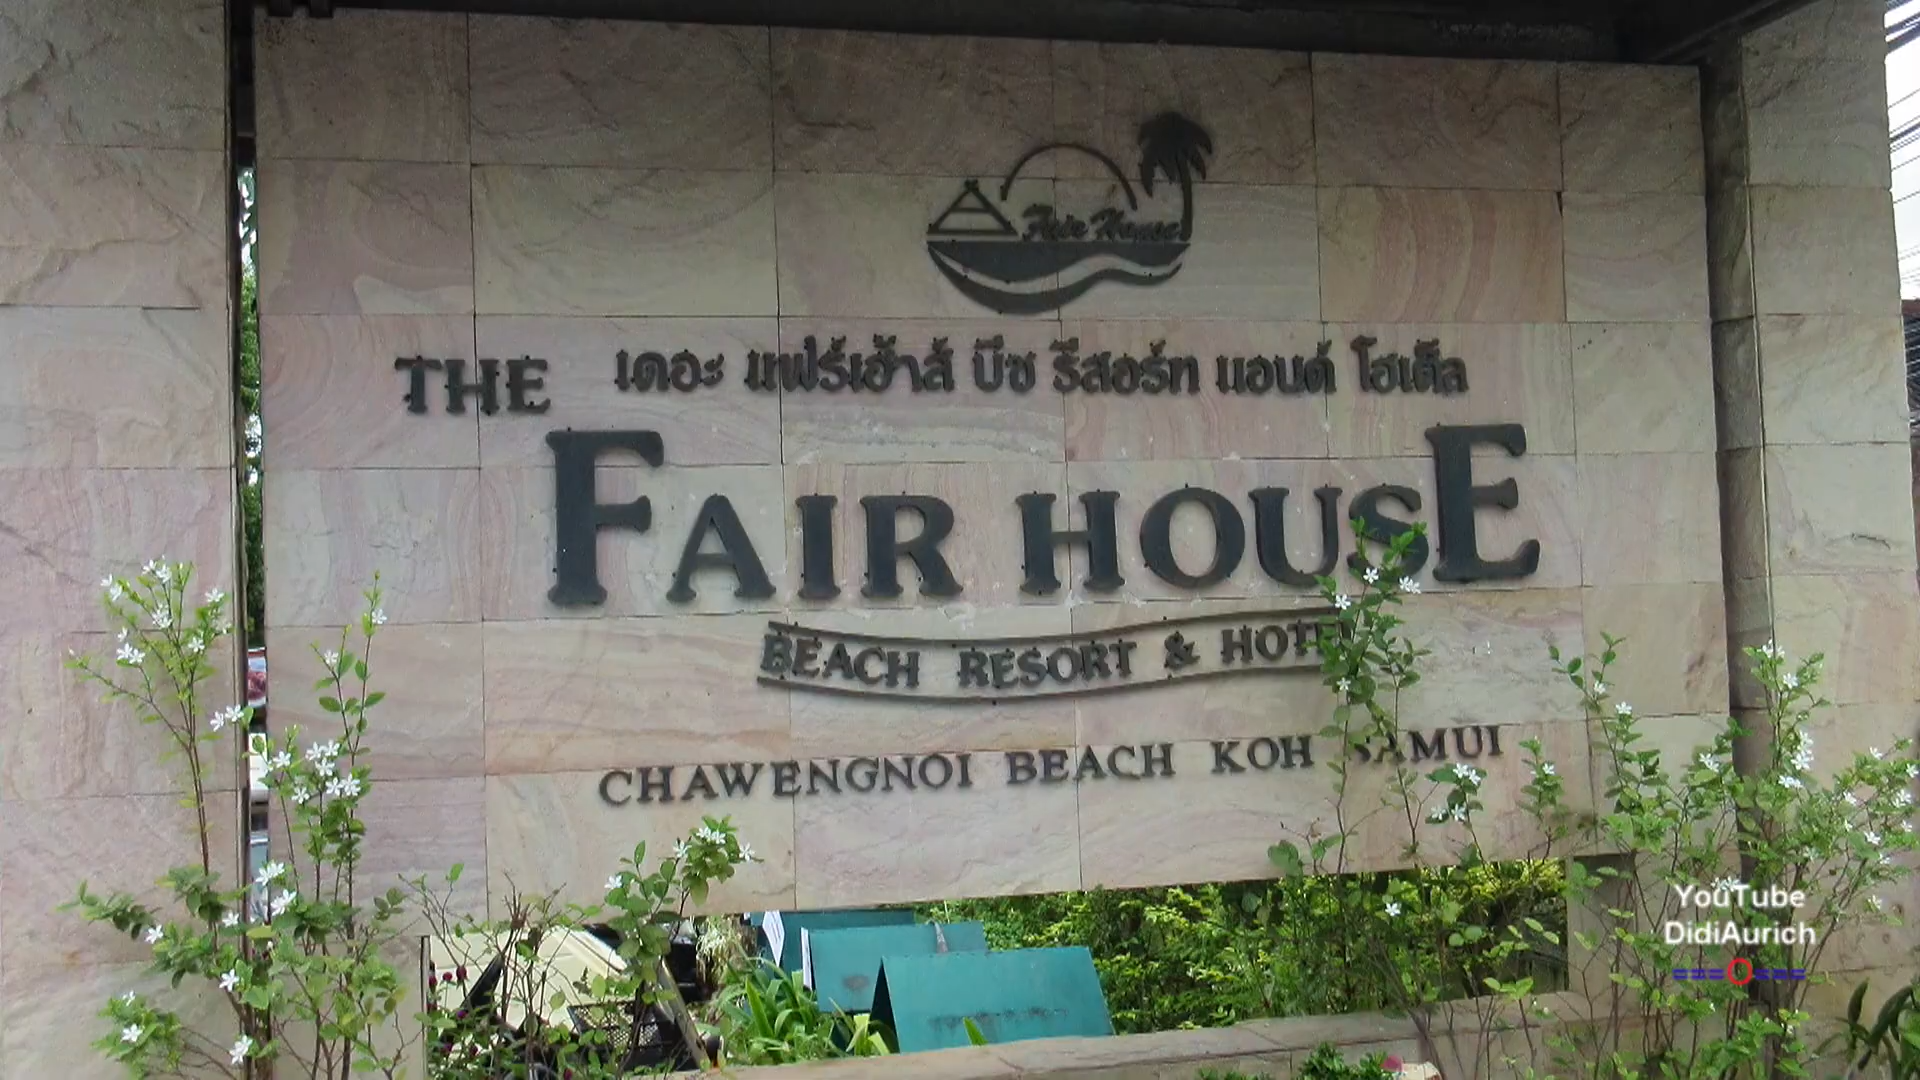 Fair House
THE เดอะ แฟร์เฮ้าส์ บีช รีสอร์ท แอนด์ โฮเต็ล
FAIR HOUSE
BEACH RESORT & HOTEL
CHAWENGNOI BEACH KOH SAMUI
YouTube
DidiAurich
===O===